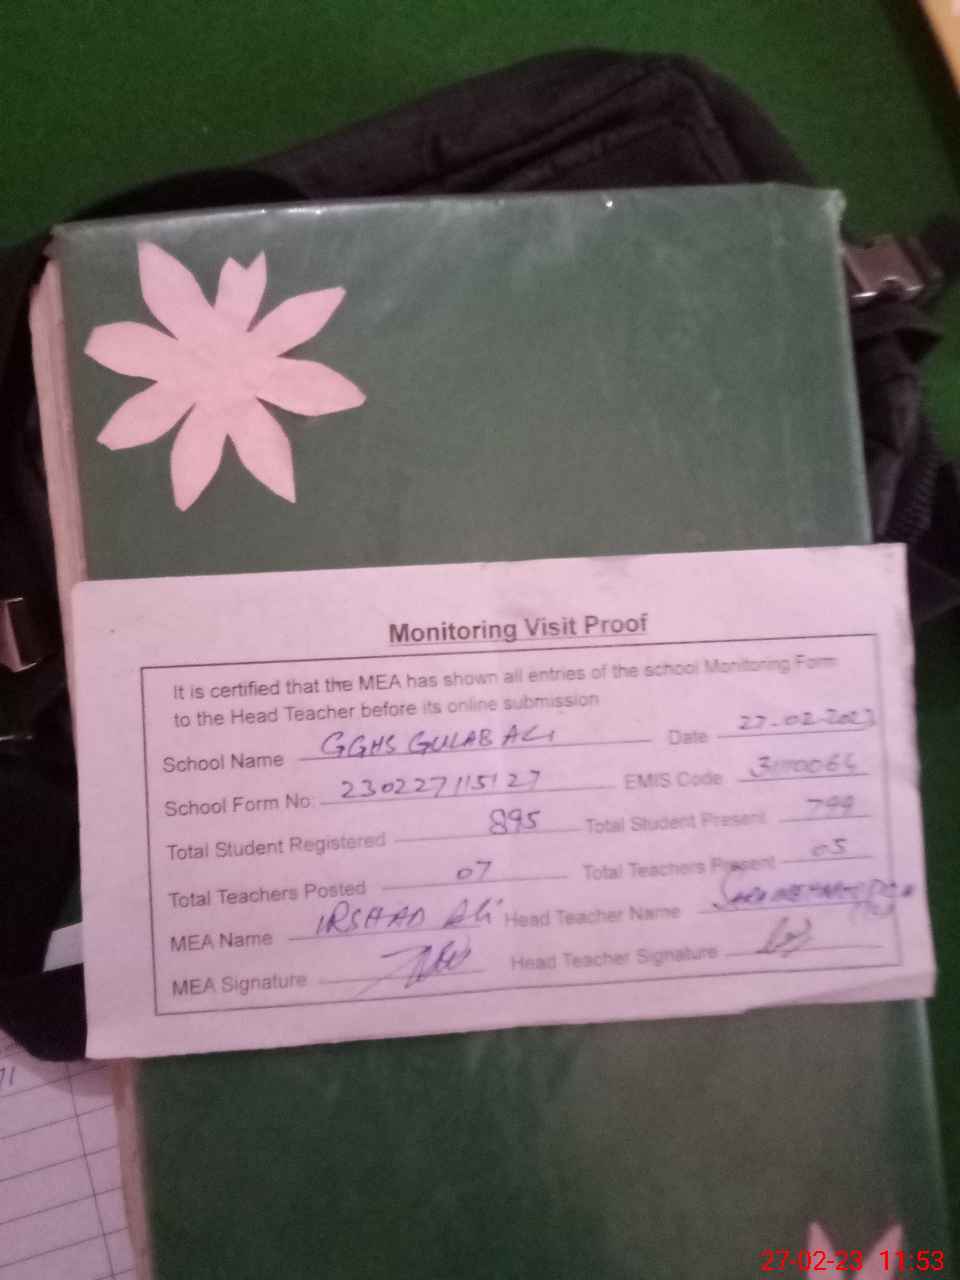 Monitoring Visit Proof
It is certified that the MEA has shown all entries of the school Monitoring Form
to the Head Teacher before its online submission
School Name GGHS GULAB ALI Date 27-02-2023
School Form No: 230227115127 EMIS Code
Total Student Registered 895 Total Student Present 799
Total Teachers Posted 07 Total Teachers Present 05
MEA Name IRSHAD Ali Head Teacher Name
MEA Signature Head Teacher Signature
71
27-02-23 11:53